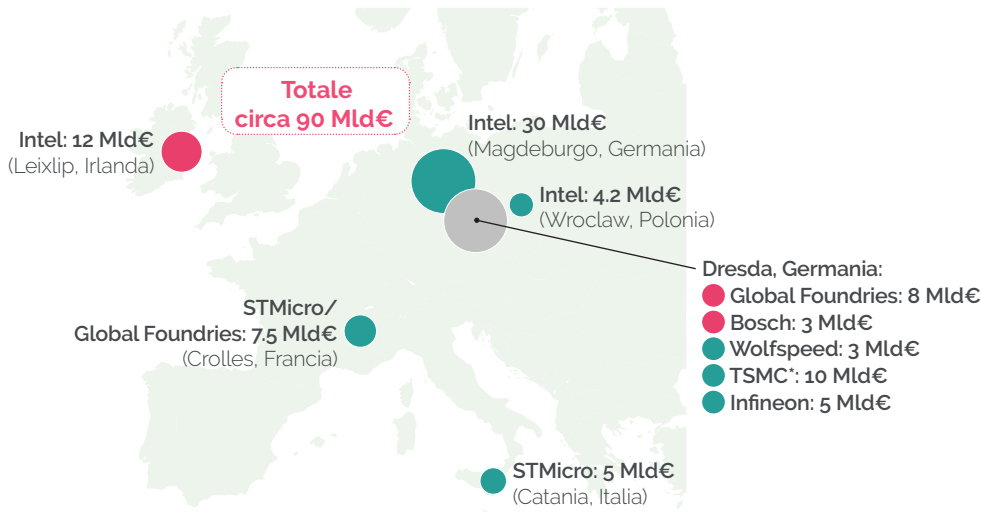 Totale
circa 90 Mld€
Intel: 12 Mld€
(Leixlip, Irlanda)
Intel: 30 Mld€
(Magdeburgo, Germania)
Intel: 4.2 Mld€
(Wroclaw, Polonia)
Dresda, Germania:
Global Foundries: 8 Mld€
Bosch: 3 Mld€
Wolfspeed: 3 Mld€
TSMC*: 10 Mld€
Infineon: 5 Mld€
STMicro/
Global Foundries: 7.5 Mld€
(Crolles, Francia)
STMicro: 5 Mld€
(Catania, Italia)